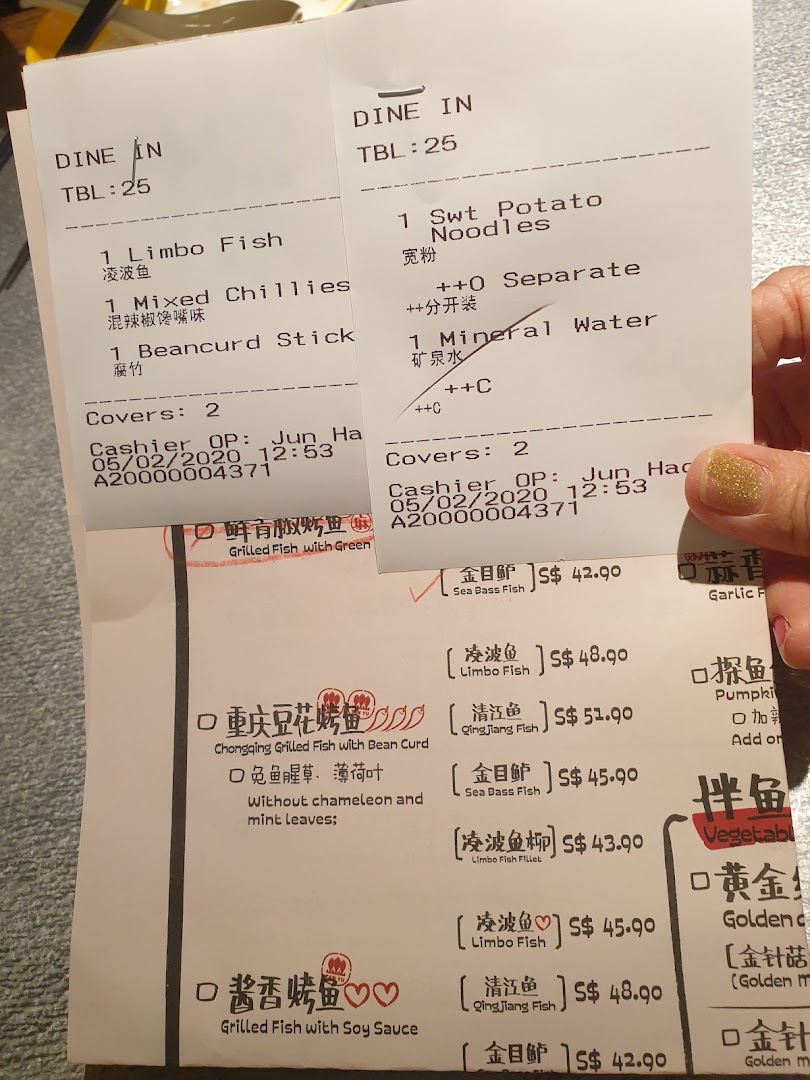 DINE IN
TBL:25
1 Limbo Fish
凌波鱼
1 Mixed Chillies
混辣椒馋嘴味
1 Beancurd Stick
腐竹
Covers: 2
Cashier OP: Jun Ha
05/02/2020 12:53
A20000004371
DINE IN
TBL:25
1 Swt Potato
Noodles
宽粉
++O Separate
++分开装
1 Mineral Water
矿泉水
++C
++C
Covers: 2
Cashier OP: Jun Hao
05/02/2020 12:53
A20000004371
鲜青椒烤鱼
Grilled Fish with Green
[金目鲈] S$ 42.90
Sea Bass Fish
[凌波鱼] S$ 48.90
Limbo Fish
重庆豆花烤鱼
Chongqing Grilled Fish with Bean Curd
[清江鱼] S$ 51.90
Qingjiang Fish
免鱼腥草、薄荷叶
Without chameleon and
mint leaves;
[金目鲈] S$ 45.90
Sea Bass Fish
[凌波鱼柳] S$ 43.90
Limbo Fish Fillet
[凌波鱼♡] S$ 45.90
Limbo Fish
酱香烤鱼♡♡
Grilled Fish with Soy Sauce
[清江鱼] S$ 48.90
Qingjiang Fish
[金目鲈] S$ 42.90
蒜香
Garlic F
探鱼
Pumpki
加
Add on
拌鱼
Vegetabl
黄金
Golden
[金针菇
(Golden m
金针
Golden m